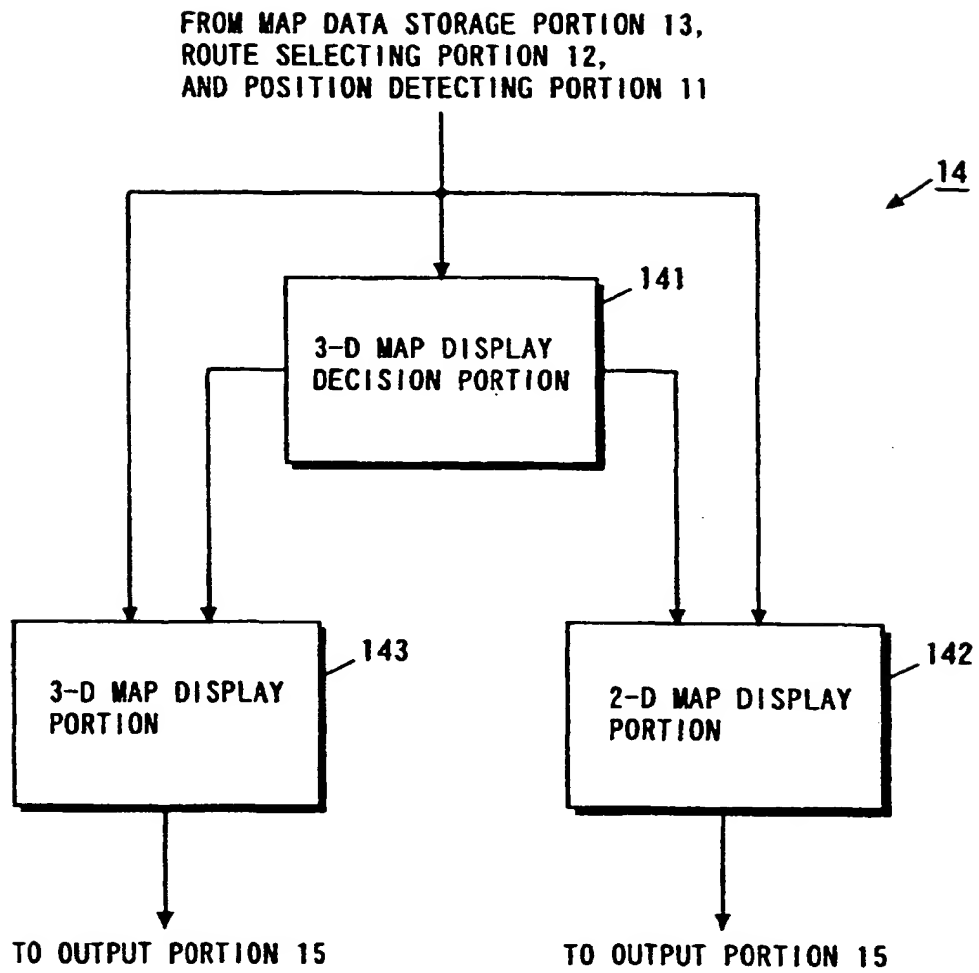 FROM MAP DATA STORAGE PORTION 13,
ROUTE SELECTING PORTION 12,
AND POSITION DETECTING PORTION 11
14
141
3-D MAP DISPLAY
DECISION PORTION
143
3-D MAP DISPLAY
PORTION
142
2-D MAP DISPLAY
PORTION
TO OUTPUT PORTION 15
TO OUTPUT PORTION 15